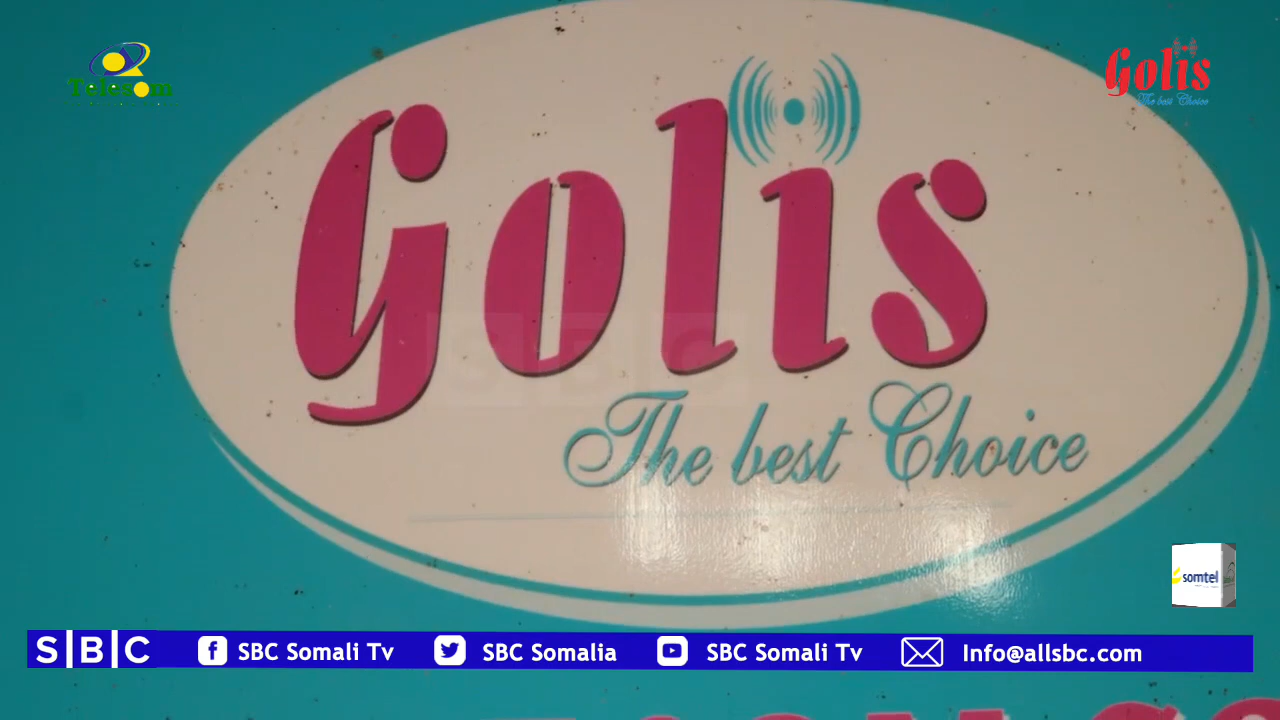 Telesom
Golis
The best Choice
Golis
The best Choice
SBC
somtel
S|B|C
SBC Somali Tv
SBC Somalia
SBC Somali Tv
Info@allsbc.com